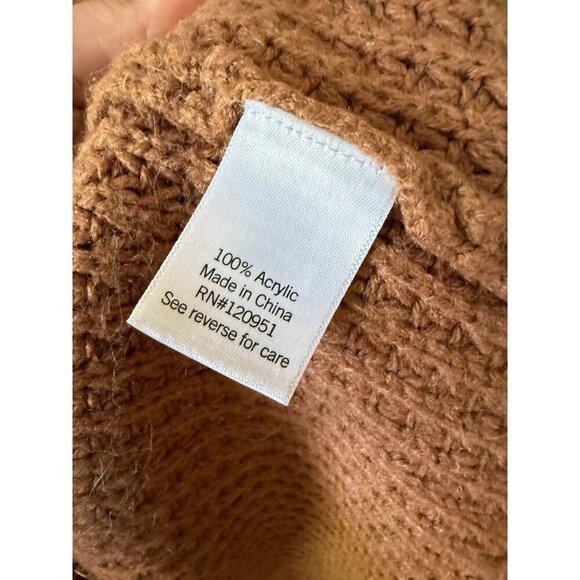 100% Acrylic
Made in China
RN#120951
See reverse for care